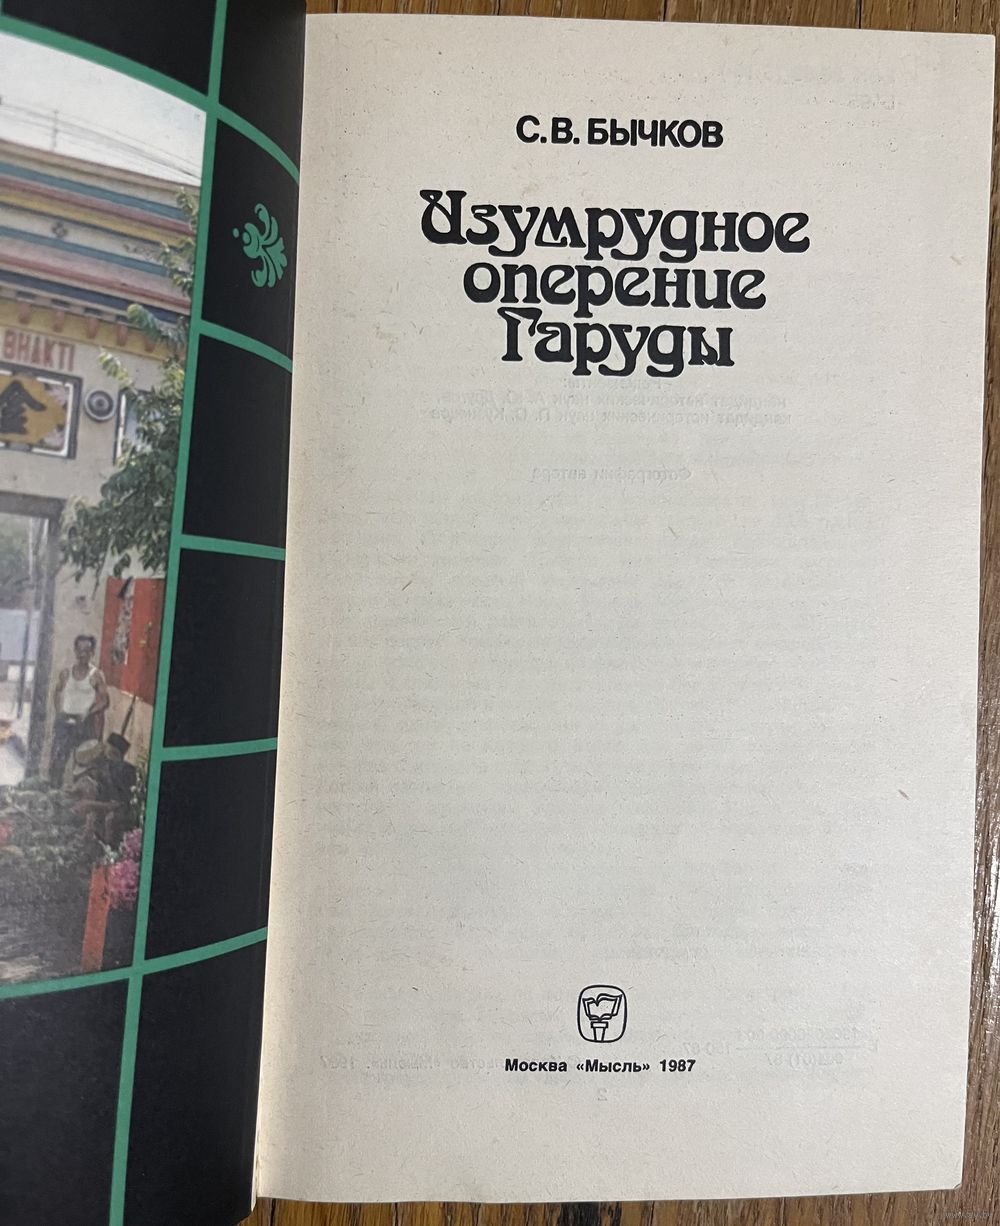 BHAKTI
С. В. БЫЧКОВ
Изумрудное
оперение
Гаруды
Москва «Мысль» 1987